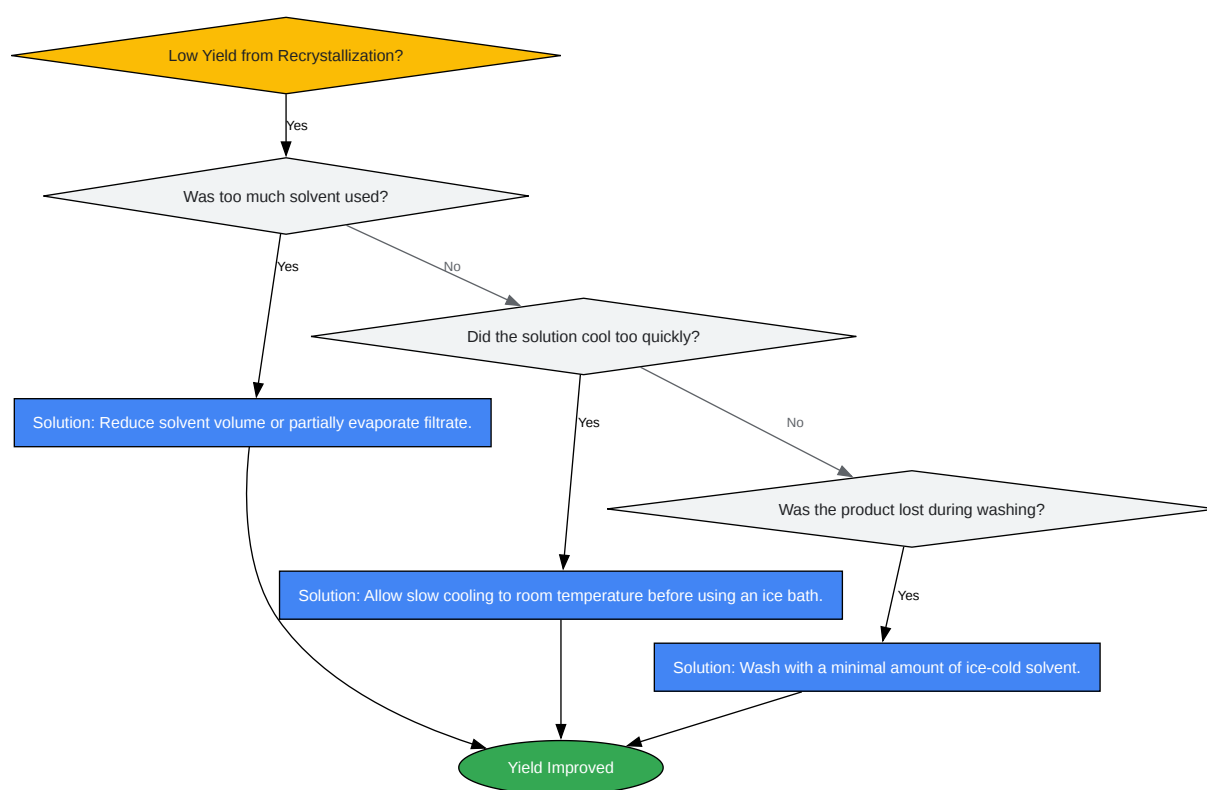 Low Yield from Recrystallization?
Yes
Was too much solvent used?
Yes
No
Did the solution cool too quickly?
Solution: Reduce solvent volume or partially evaporate filtrate.
Yes
No
Was the product lost during washing?
Solution: Allow slow cooling to room temperature before using an ice bath.
Yes
Solution: Wash with a minimal amount of ice-cold solvent.
Yield Improved